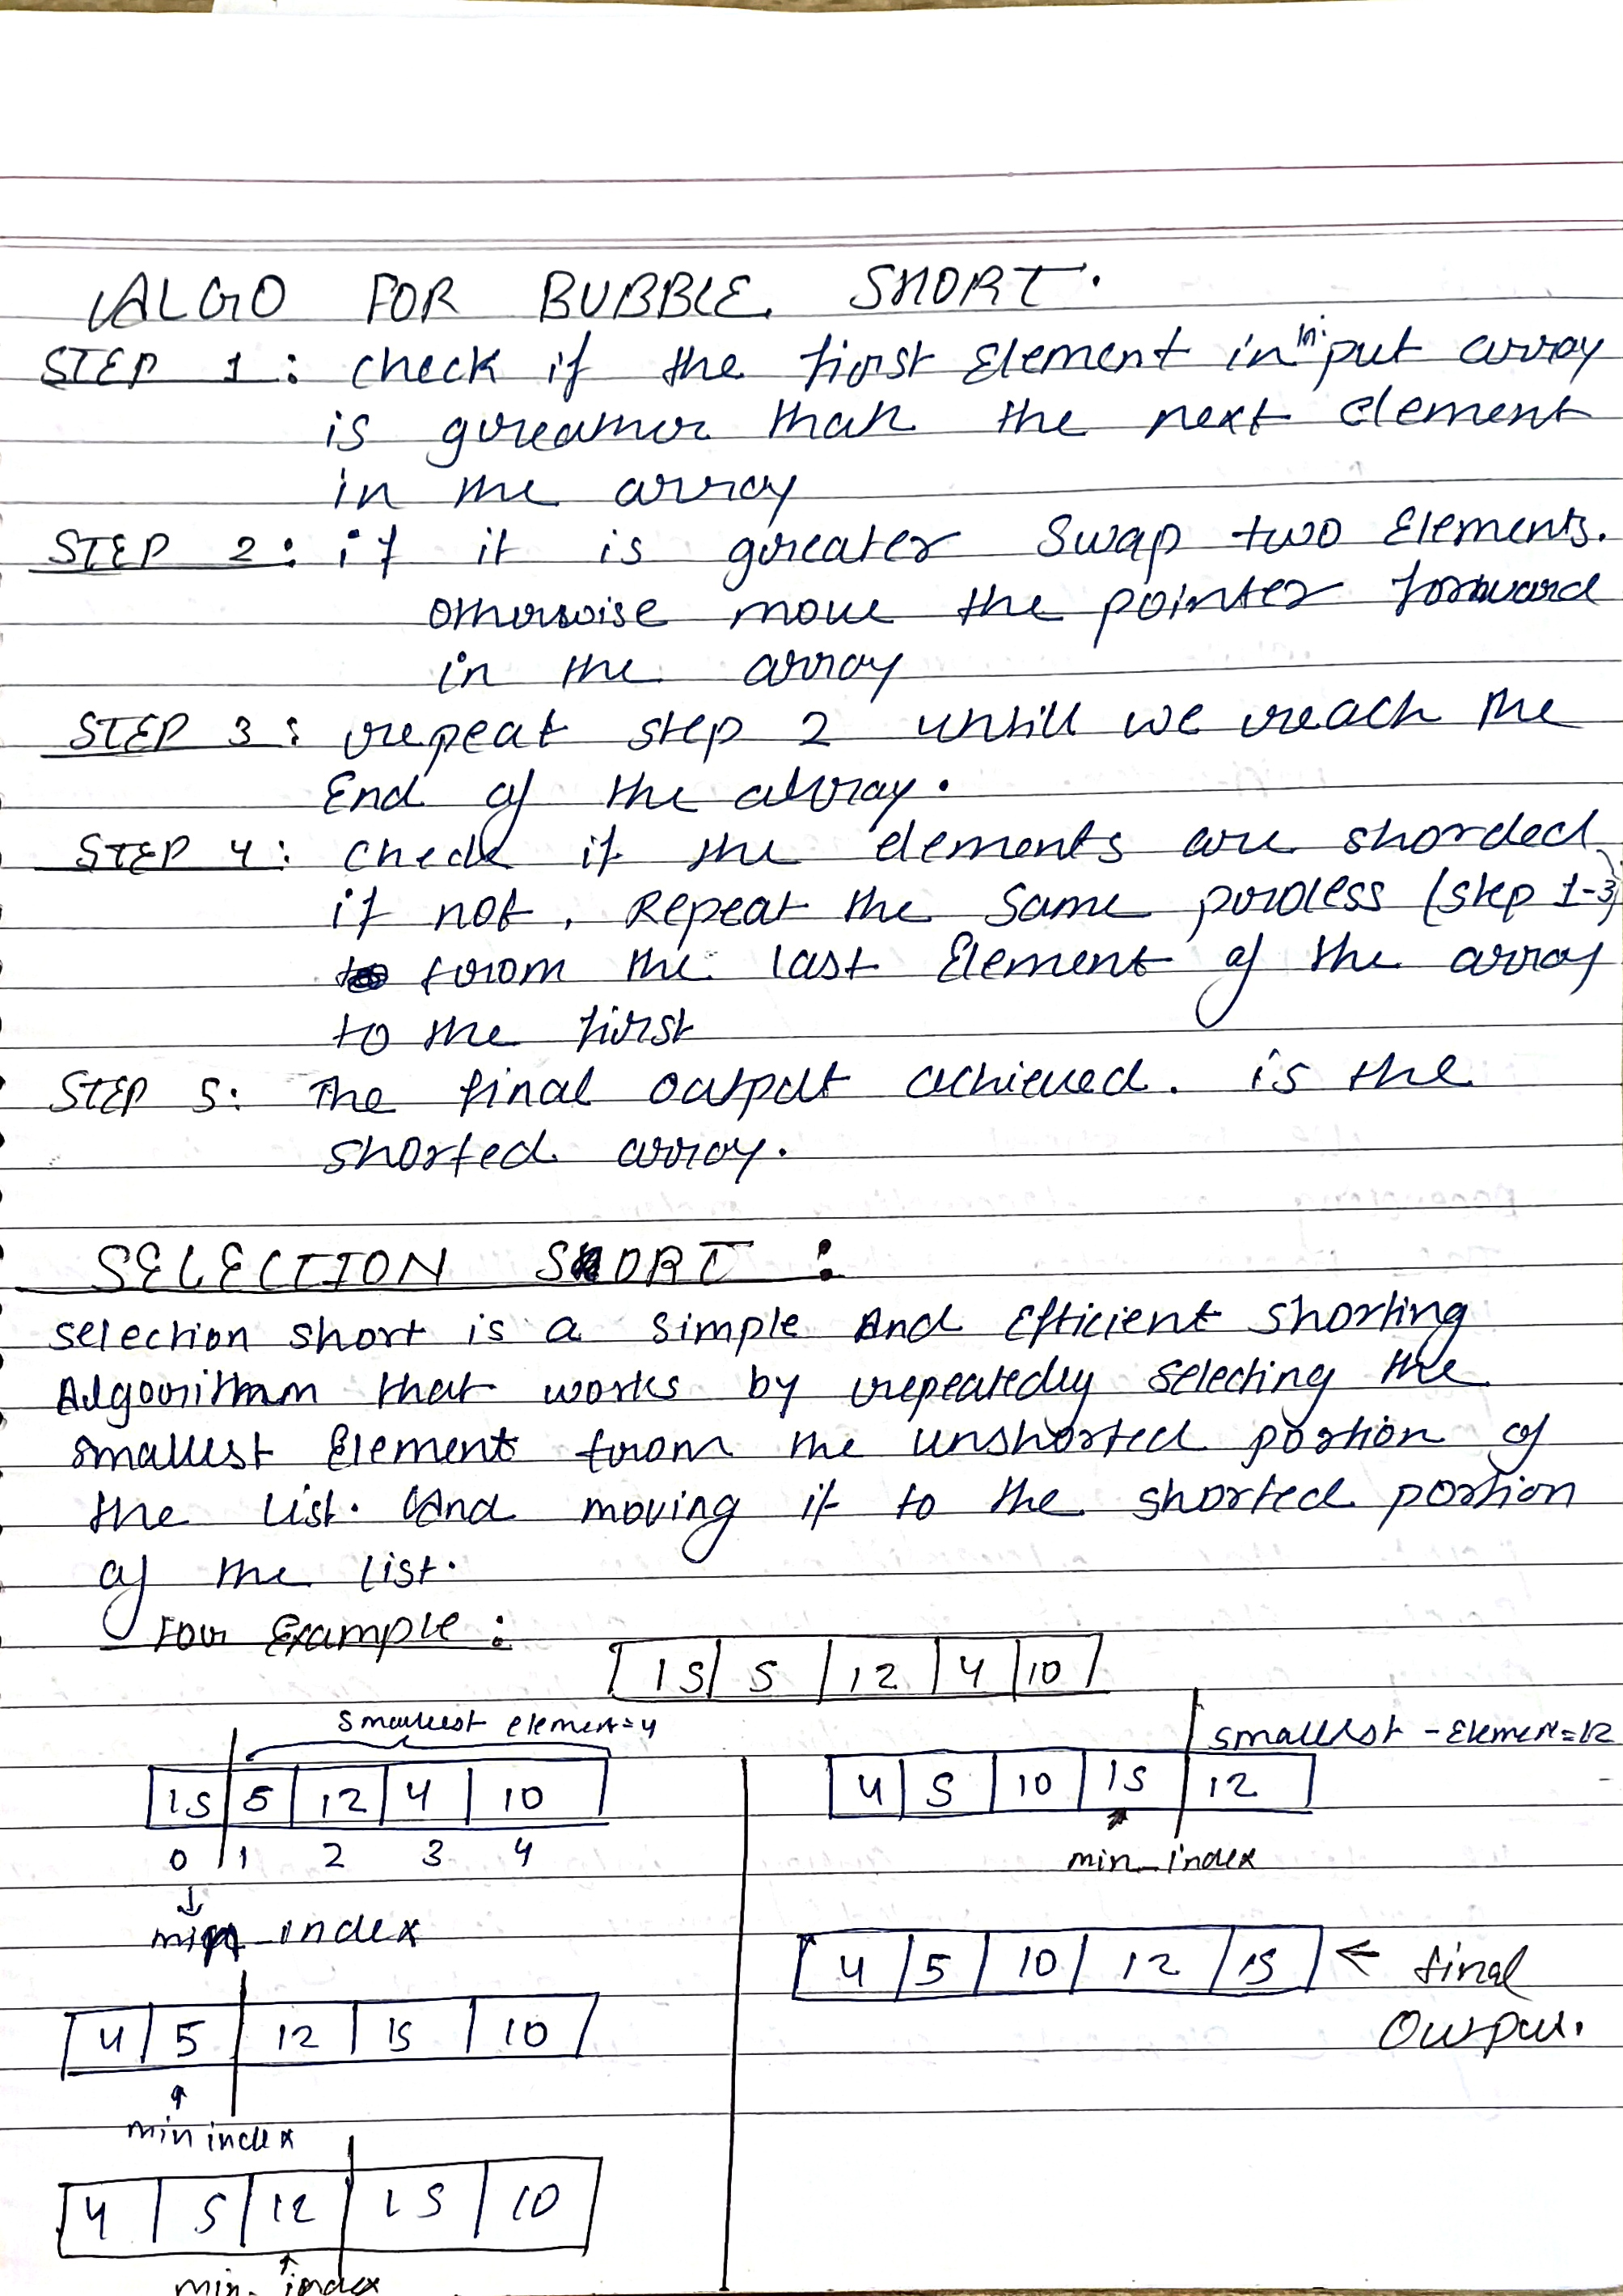 ALGO FOR BUBBLE SHORT.
STEP 1 : check if the first Element in input array
is greamer than the next element
in the array
STEP 2 : if it is greater Swap two Elements.
otherwise move the pointer forward
in the array
STEP 3 : repeat step 2 untill we reach the
End of the array.
STEP 4 : check if the elements are shorded
if not, Repeat the same process (step 1-3)
from the last Element of the array
to the first
STEP 5: The final output achieved. is the
shorted array.
SELECTION SORT :
selection short is a simple And Efficient shorting
Algorithm that works by repeatedly selecting the
smallest Element from the unshorted portion of
the list. And moving it to the shorted portion
of the list.
For Example :
15 5 12 4 10
smallest element=4
15 5 12 4 10
0 1 2 3 4
min_index
4 5 12 15 10
min index
4 5 12 15 10
min_index
smallest - Element=12
4 5 10 15 12
min_index
4 5 10 12 15 ← final
Output.